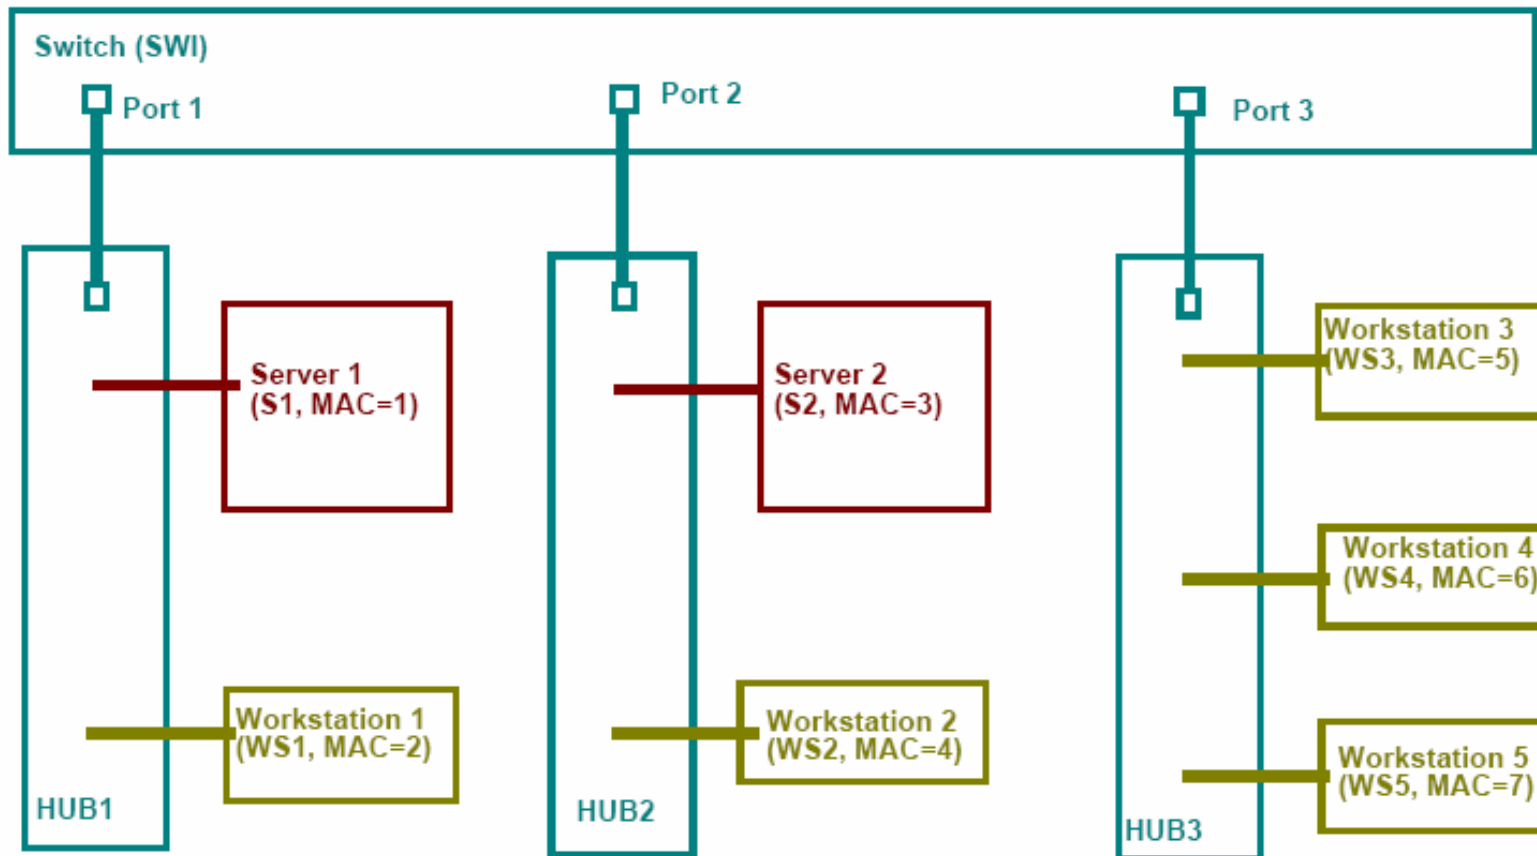 Switch (SWI)
Port 1
Port 2
Port 3
Server 1
(S1, MAC=1)
Server 2
(S2, MAC=3)
Workstation 3
(WS3, MAC=5)
Workstation 4
(WS4, MAC=6)
Workstation 1
(WS1, MAC=2)
Workstation 2
(WS2, MAC=4)
Workstation 5
(WS5, MAC=7)
HUB1
HUB2
HUB3